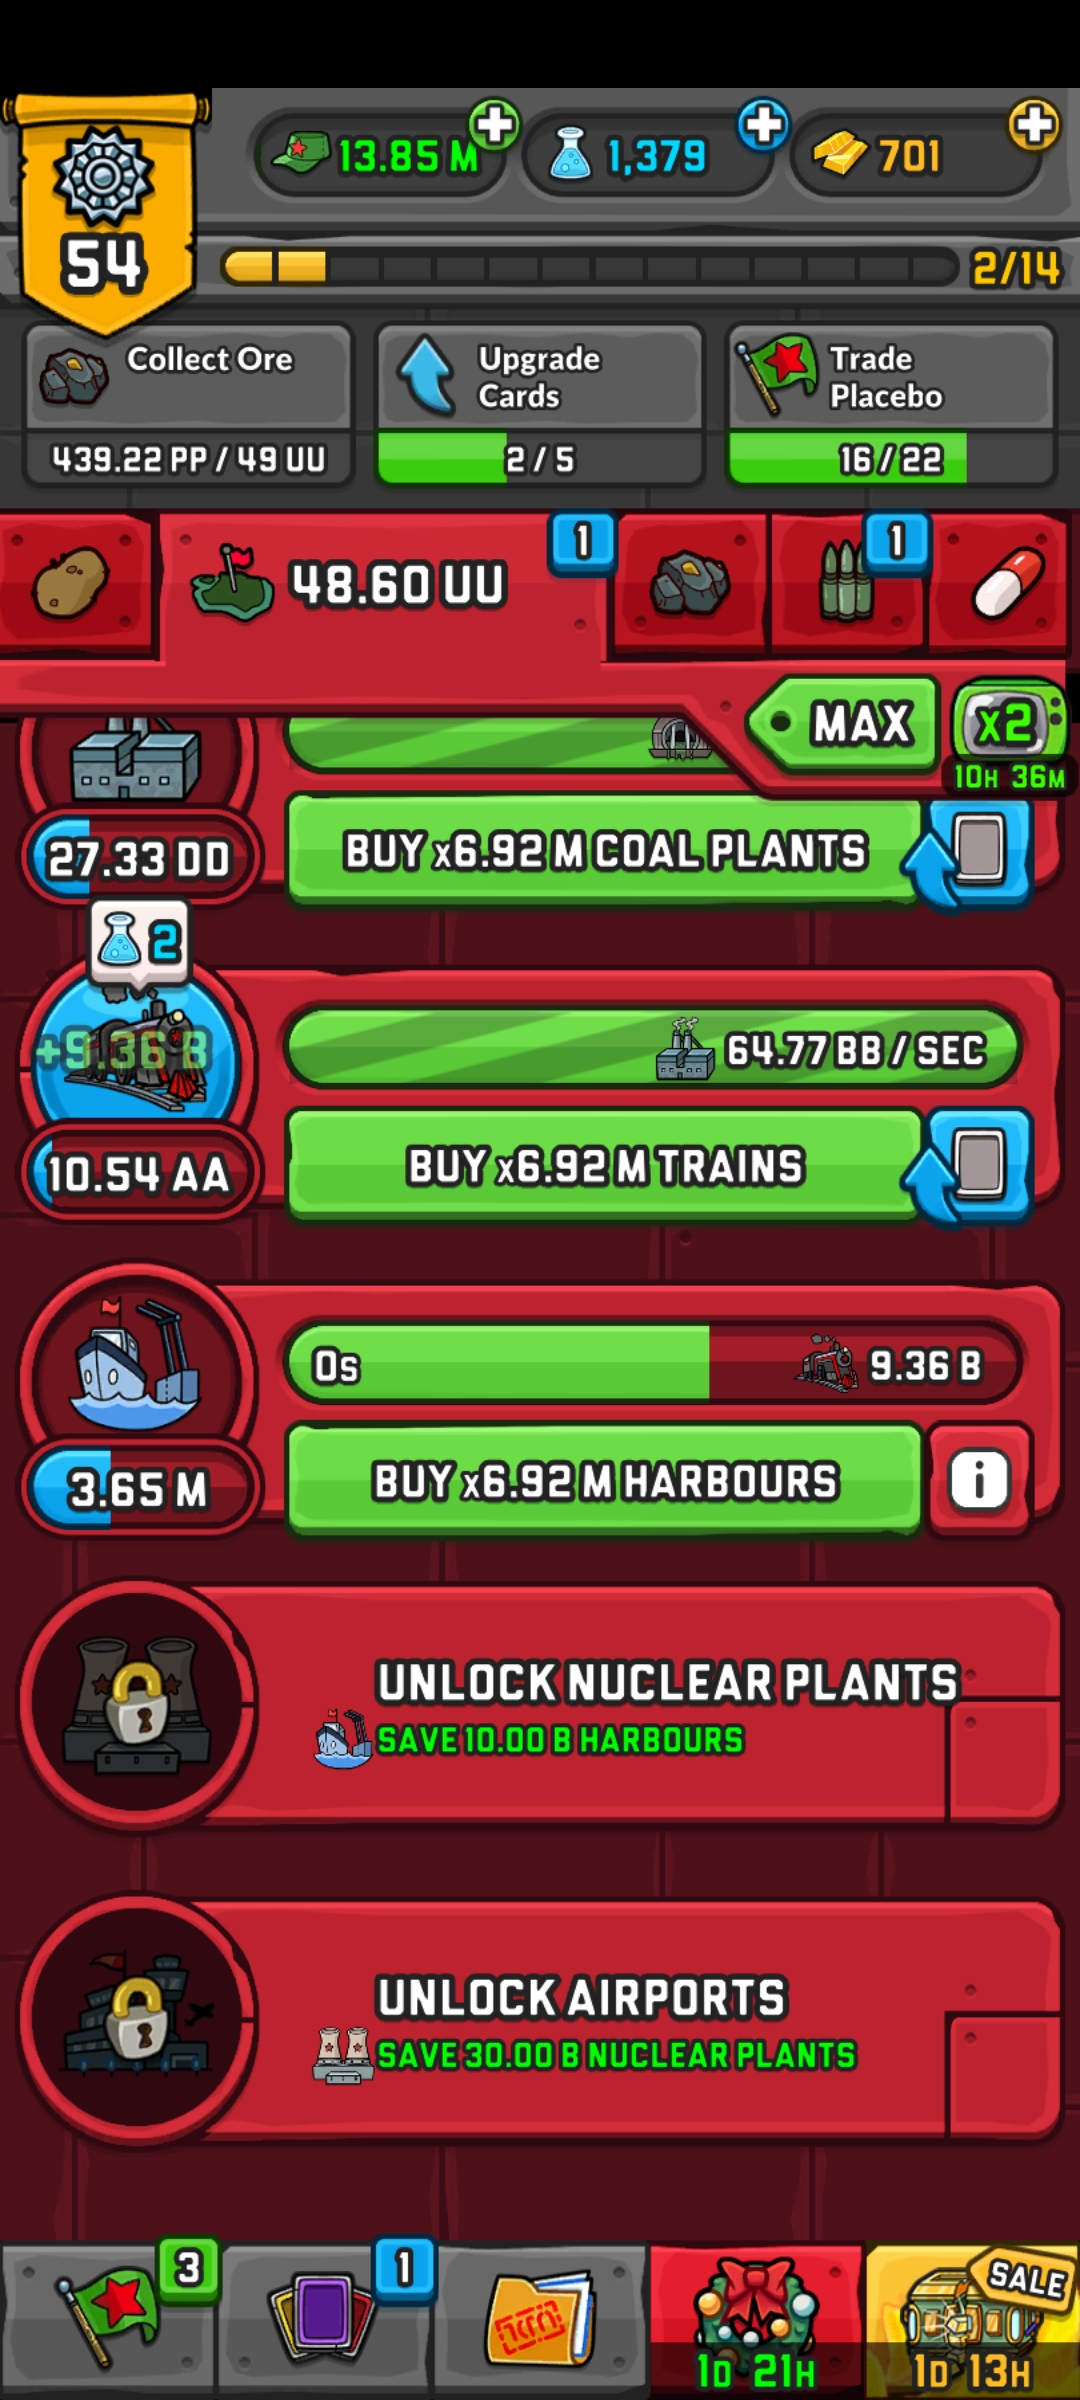 13.85 M
1,379
701
54
2/14
Collect Ore
439.22 PP / 49 UU
Upgrade
Cards
2 / 5
Trade
Placebo
16 / 22
48.60 UU
1
1
MAX
x2
10H 36M
27.33 DD
BUY x6.92 M COAL PLANTS
2
+9.36 B
64.77 BB / SEC
10.54 AA
BUY x6.92 M TRAINS
0s
9.36 B
3.65 M
BUY x6.92 M HARBOURS
i
UNLOCK NUCLEAR PLANTS
SAVE 10.00 B HARBOURS
UNLOCK AIRPORTS
SAVE 30.00 B NUCLEAR PLANTS
3
1
SALE
1D 21H
1D 13H